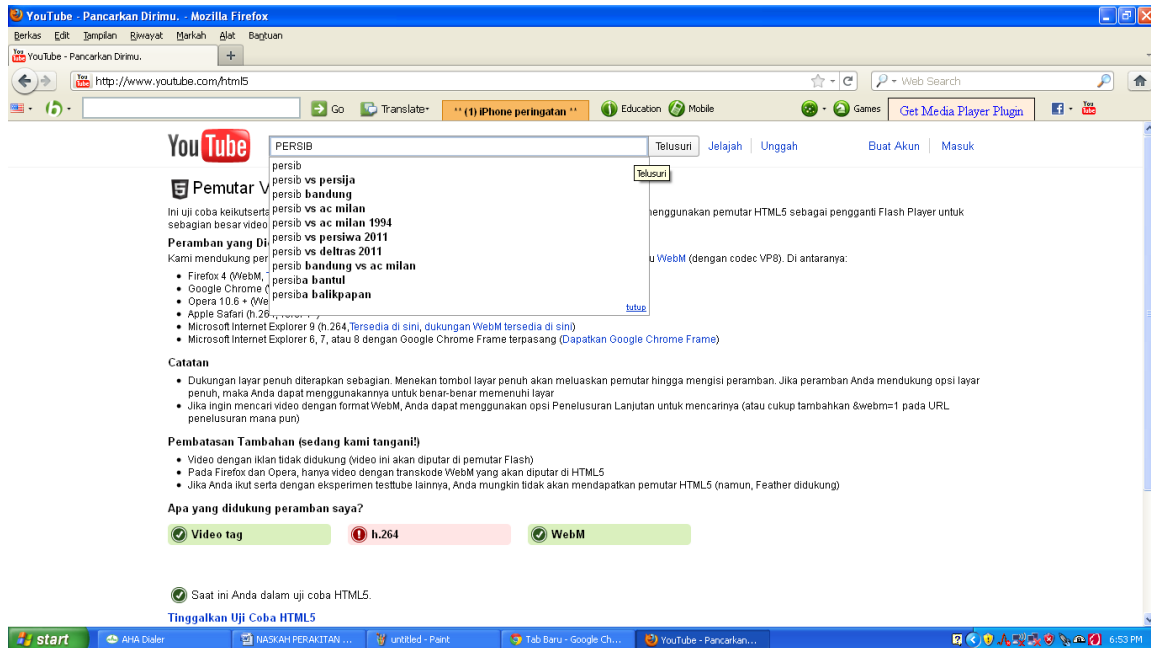 YouTube - Pancarkan Dirimu. - Mozilla Firefox
Berkas Edit Tampilan Riwayat Markah Alat Bantuan
YouTube - Pancarkan Dirimu.
http://www.youtube.com/html5
Web Search
Go Translate ** (1) iPhone peringatan ** Education Mobile Games Get Media Player Plugin
YouTube PERSIB Telusuri Jelajah Unggah Buat Akun Masuk
Telusuri
persib
persib vs persija
persib bandung
persib vs ac milan
persib vs ac milan 1994
persib vs persiwa 2011
persib vs deltras 2011
persib bandung vs ac milan
persiba bantul
persiba balikpapan
tutup
5 Pemutar V
Ini uji coba keikutserta enggunakan pemutar HTML5 sebagai pengganti Flash Player untuk
sebagian besar video
Peramban yang Di
Kami mendukung per u WebM (dengan codec VP8). Di antaranya:
Firefox 4 (WebM,
Google Chrome
Opera 10.6 + (We
Apple Safari (h.26
Microsoft Internet Explorer 9 (h.264,Tersedia di sini, dukungan WebM tersedia di sini)
Microsoft Internet Explorer 6, 7, atau 8 dengan Google Chrome Frame terpasang (Dapatkan Google Chrome Frame)
Catatan
Dukungan layar penuh diterapkan sebagian. Menekan tombol layar penuh akan meluaskan pemutar hingga mengisi peramban. Jika peramban Anda mendukung opsi layar
penuh, maka Anda dapat menggunakannya untuk benar-benar memenuhi layar
Jika ingin mencari video dengan format WebM, Anda dapat menggunakan opsi Penelusuran Lanjutan untuk mencarinya (atau cukup tambahkan &webm=1 pada URL
penelusuran mana pun)
Pembatasan Tambahan (sedang kami tangani!)
Video dengan iklan tidak didukung (video ini akan diputar di pemutar Flash)
Pada Firefox dan Opera, hanya video dengan transkode WebM yang akan diputar di HTML5
Jika Anda ikut serta dengan eksperimen testtube lainnya, Anda mungkin tidak akan mendapatkan pemutar HTML5 (namun, Feather didukung)
Apa yang didukung peramban saya?
Video tag h.264 WebM
Saat ini Anda dalam uji coba HTML5.
Tinggalkan Uji Coba HTML5
start AHA Dialer NASKAH PERAKITAN ... untitled - Paint Tab Baru - Google Ch... YouTube - Pancarkan... 6:53 PM